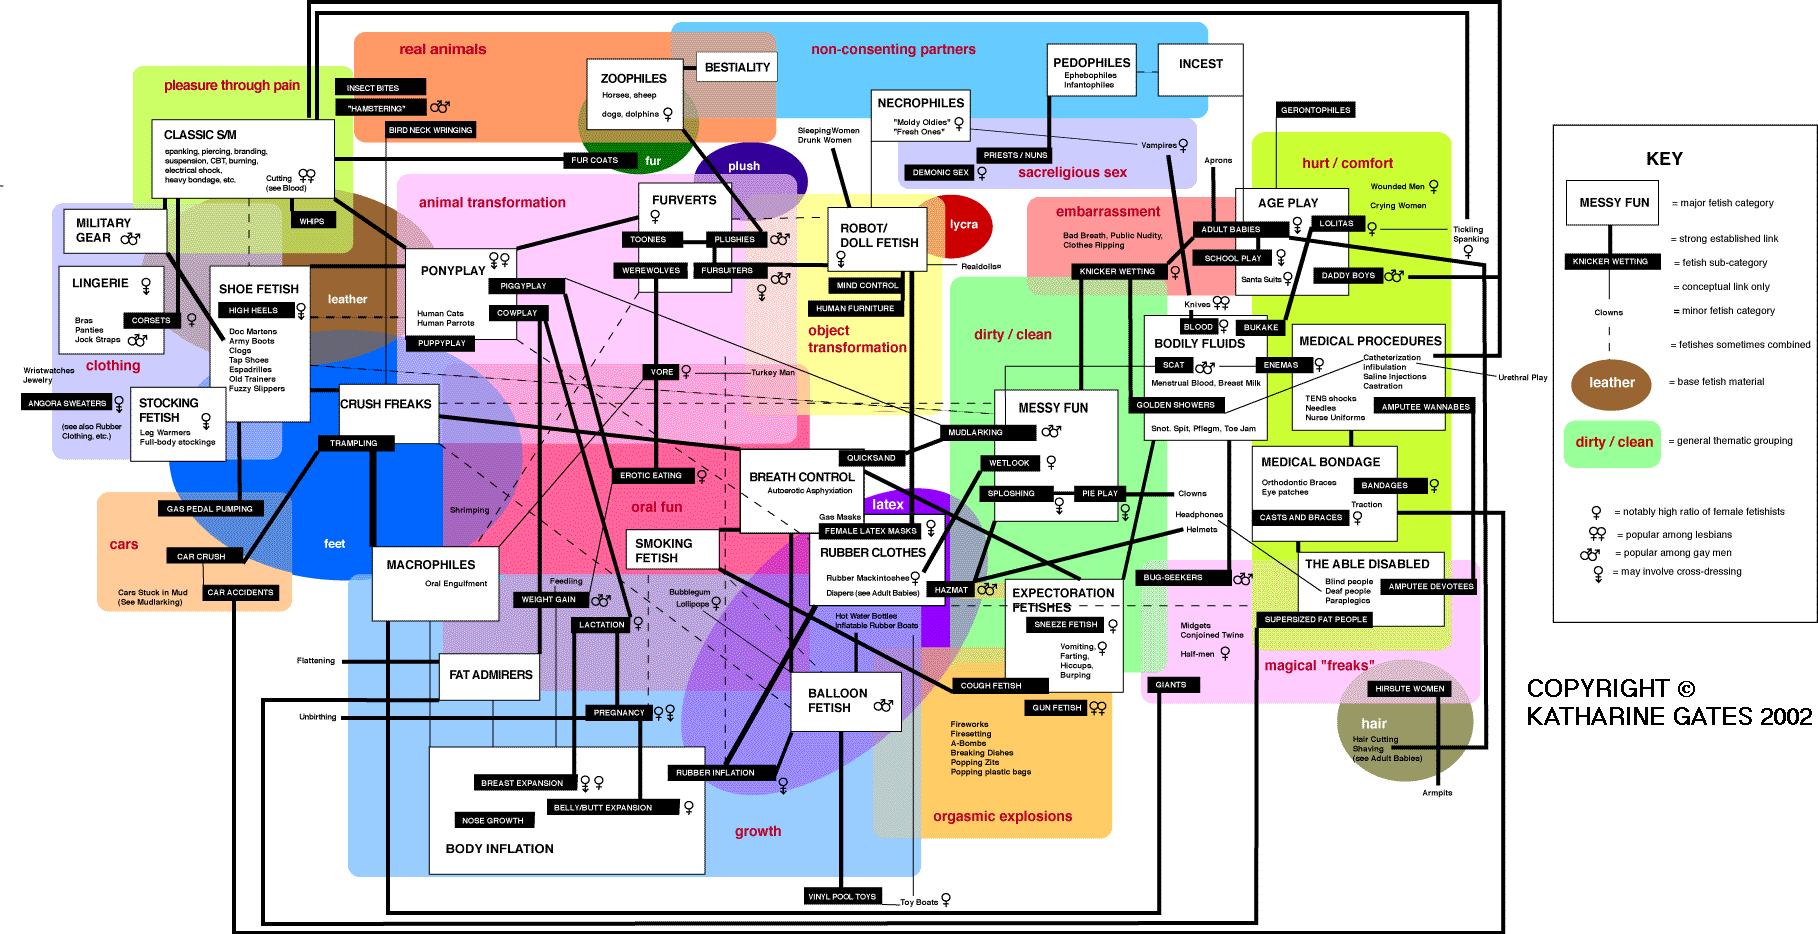 real animals
non-consenting partners
pleasure through pain
INSECT BITES
"HAMSTERING"
BIRD NECK WRINGING
ZOOPHILES
Horses, sheep
dogs, dolphins
BESTIALITY
PEDOPHILES
Ephebophiles
Infantophiles
INCEST
NECROPHILES
"Moldy Oldies"
"Fresh Ones"
GERONTOPHILES
CLASSIC S/M
spanking, piercing, branding,
suspension, CBT, burning,
electrical shock,
heavy bondage, etc.
Cutting
(see Blood)
WHIPS
FUR COATS
fur
plush
SleepingWomen
Drunk Women
Vampires
PRIESTS / NUNS
DEMONIC SEX
sacreligious sex
Aprons
hurt / comfort
Wounded Men
Crying Women
animal transformation
FURVERTS
TOONIES
PLUSHIES
WEREWOLVES
FURSUITERS
ROBOT/
DOLL FETISH
lycra
Realdolls¤
MIND CONTROL
HUMAN FURNITURE
object
transformation
embarrassment
Bad Breath, Public Nudity,
Clothes Ripping
KNICKER WETTING
AGE PLAY
ADULT BABIES
LOLITAS
SCHOOL PLAY
Santa Suits
DADDY BOYS
Tickling
Spanking
MILITARY
GEAR
LINGERIE
Bras
Panties
Jock Straps
CORSETS
clothing
Wristwatches
Jewelry
ANGORA SWEATERS
(see also Rubber
Clothing, etc.)
SHOE FETISH
HIGH HEELS
Doc Martens
Army Boots
Clogs
Tap Shoes
Espadrilles
Old Trainers
Fuzzy Slippers
leather
STOCKING
FETISH
Leg Warmers
Full-body stockings
PONYPLAY
PIGGYPLAY
COWPLAY
Human Cats
Human Parrots
PUPPYPLAY
VORE
Turkey Man
dirty / clean
Knives
BLOOD
BUKAKE
BODILY FLUIDS
SCAT
ENEMAS
Menstrual Blood, Breast Milk
GOLDEN SHOWERS
Snot. Spit, Pflegm, Toe Jam
MEDICAL PROCEDURES
Catheterization
Infibulation
Saline Injections
Castration
TENS shocks
Needles
Nurse Uniforms
AMPUTEE WANNABES
Urethral Play
CRUSH FREAKS
TRAMPLING
MESSY FUN
MUDLARKING
QUICKSAND
WETLOOK
SPLOSHING
PIE PLAY
Clowns
Headphones
Helmets
MEDICAL BONDAGE
Orthodontic Braces
Eye patches
BANDAGES
Traction
CASTS AND BRACES
EROTIC EATING
BREATH CONTROL
Autoerotic Asphyxiation
oral fun
Shrimping
Gas Masks
latex
FEMALE LATEX MASKS
RUBBER CLOTHES
Rubber Mackintoehes
Diapers (see Adult Babies)
HAZMAT
SMOKING
FETISH
GAS PEDAL PUMPING
cars
CAR CRUSH
CAR ACCIDENTS
Cars Stuck in Mud
(See Mudlarking)
feet
MACROPHILES
Oral Engulfment
Feediing
WEIGHT GAIN
LACTATION
Bubblegum
Lollipops
Hot Water Bottles
Inflatable Rubber Boats
EXPECTORATION
FETISHES
SNEEZE FETISH
Vomiting,
Farting,
Hiccups,
Burping
COUGH FETISH
GUN FETISH
BUG-SEEKERS
THE ABLE DISABLED
Blind people
Deaf people
Paraplegics
AMPUTEE DEVOTEES
SUPERSIZED FAT PEOPLE
Midgets
Conjoined Twins
Half-men
magical "freaks"
GIANTS
HIRSUTE WOMEN
hair
Hair Cutting
Shaving
(see Adult Babies)
Armpits
Flattening
FAT ADMIRERS
Unbirthing
PREGNANCY
BALLOON
FETISH
RUBBER INFLATION
BREAST EXPANSION
BELLY/BUTT EXPANSION
NOSE GROWTH
BODY INFLATION
growth
Fireworks
Firesetting
A-Bombs
Breaking Dishes
Popping Zits
Popping plastic bags
orgasmic explosions
VINYL POOL TOYS
Toy Boats
KEY
MESSY FUN
= major fetish category
= strong established link
KNICKER WETTING
= fetish sub-category
= conceptual link only
Clowns
= minor fetish category
= fetishes sometimes combined
leather
= base fetish material
dirty / clean
= general thematic grouping
= notably high ratio of female fetishists
= popular among lesbians
= popular among gay men
= may involve cross-dressing
COPYRIGHT ©
KATHARINE GATES 2002